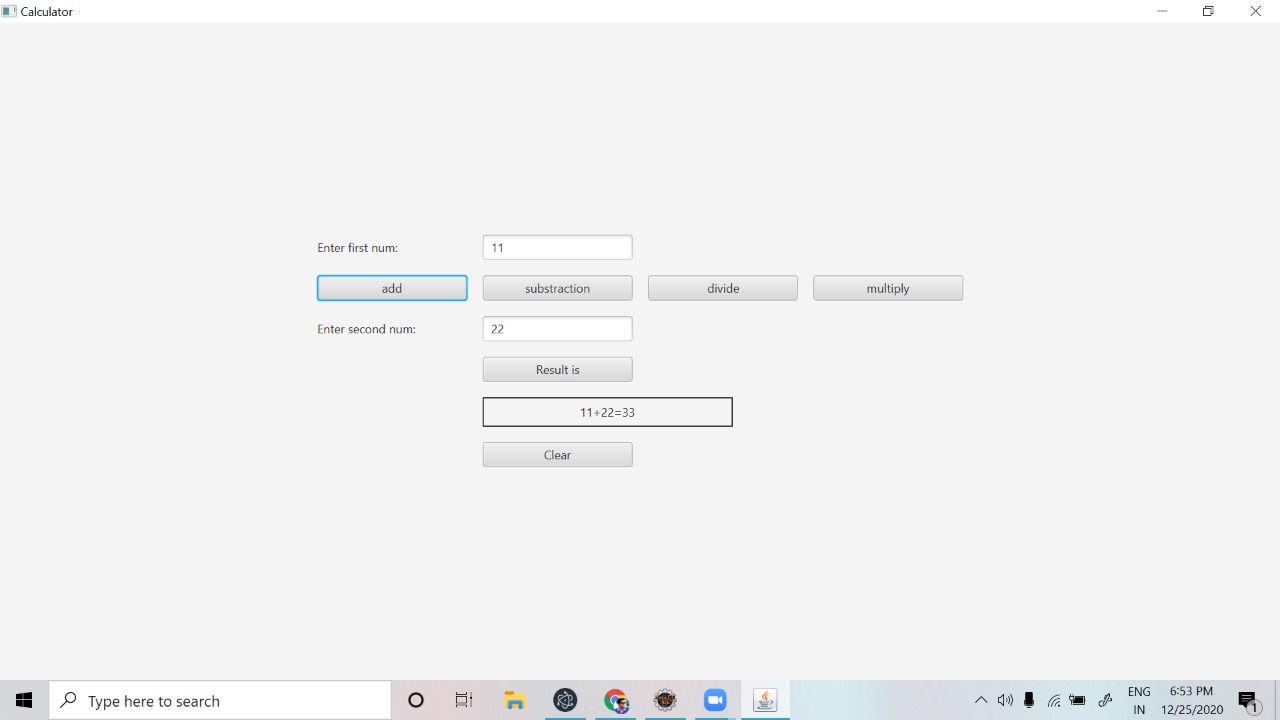 Calculator
Enter first num: 11
add substraction divide multiply
Enter second num: 22
Result is
11+22=33
Clear
Type here to search
ENG 6:53 PM
IN 12/25/2020 1